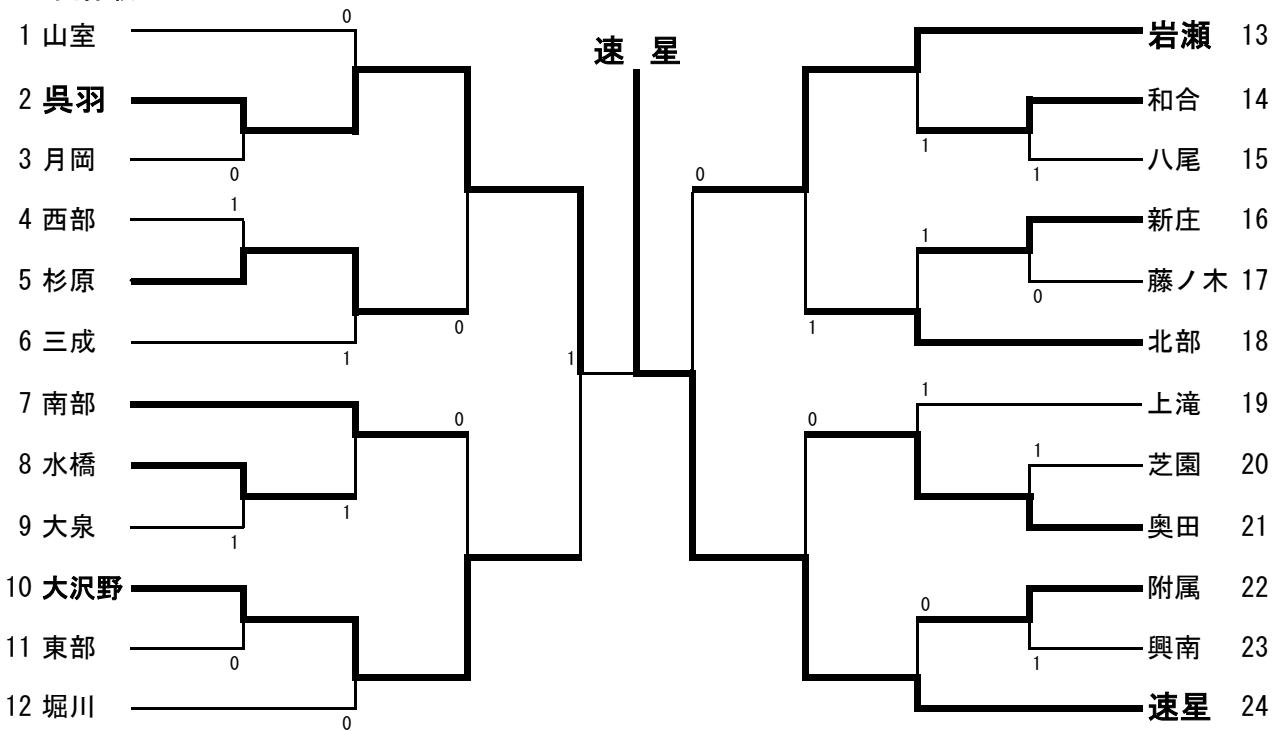 0
1 山室
速 星
岩瀬 13
2 呉羽
和合 14
1
3 月岡
0
八尾 15
1
0
4 西部
1
新庄 16
1
5 杉原
藤ノ木 17
0
6 三成
1
0
1
北部 18
1
7 南部
0
上滝 19
1
0
8 水橋
芝園 20
1
9 大泉
1
1
奥田 21
10 大沢野
附属 22
0
11 東部
0
興南 23
1
12 堀川
0
速星 24